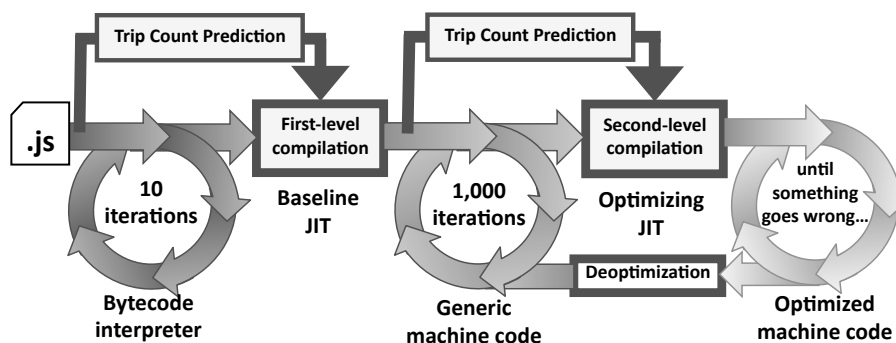 Trip Count Prediction
Trip Count Prediction
.js
First-level
compilation
Second-level
compilation
10
iterations
1,000
iterations
until
something
goes wrong...
Baseline
JIT
Optimizing
JIT
Deoptimization
Bytecode
interpreter
Generic
machine code
Optimized
machine code